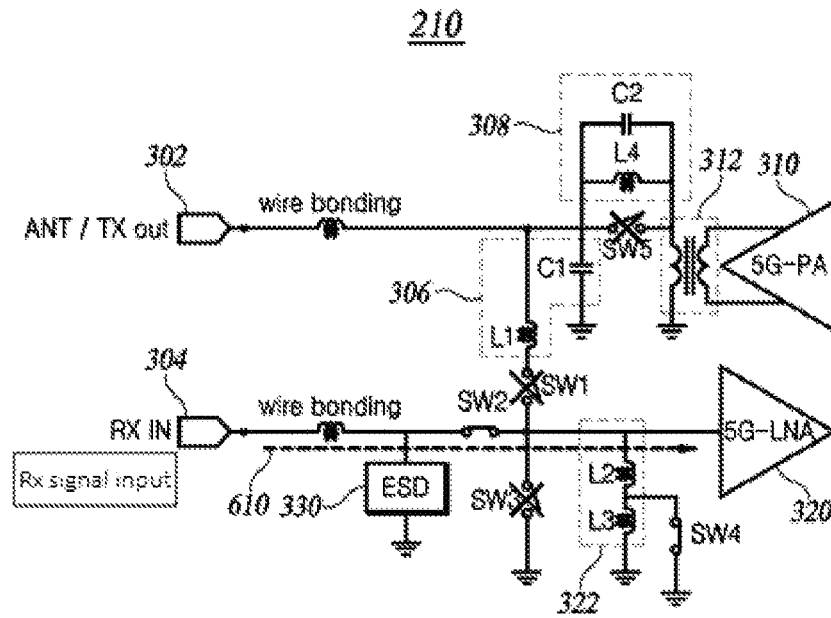 210
C2
308
L4
312
310
302
wire bonding
ANT / TX out
SW5
5G-PA
C1
306
L1
304
SW1
wire bonding
SW2
RX IN
5G-LNA
Rx signal input
L2
610
330
ESD
SW3
L3
SW4
320
322